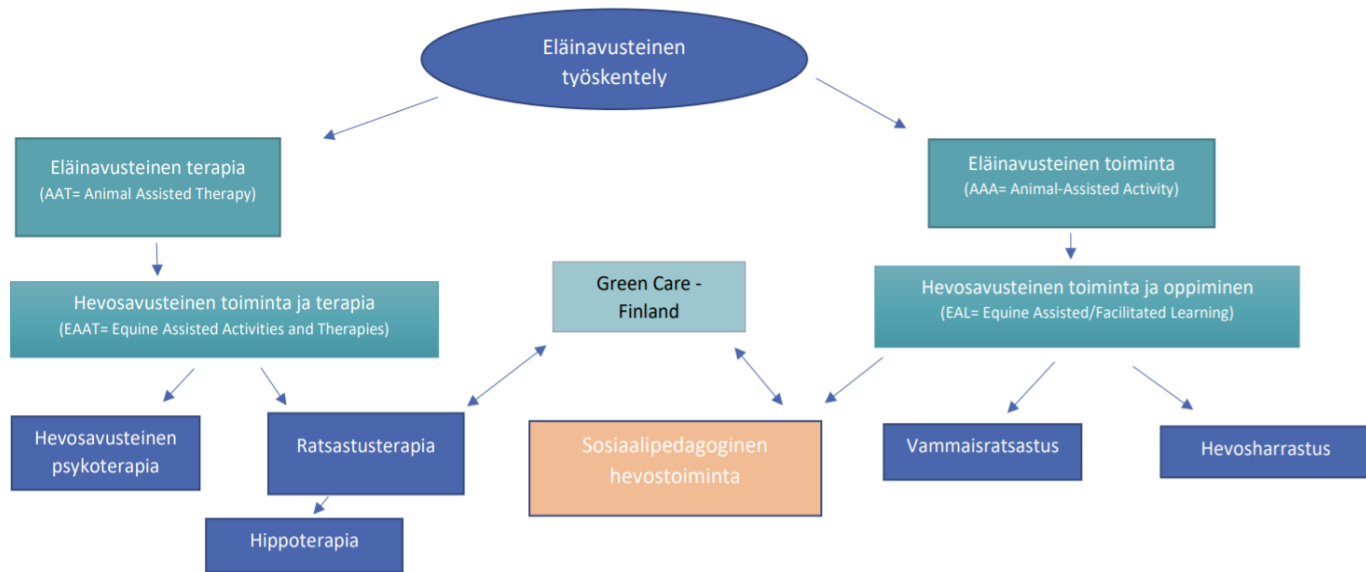 Eläinavusteinen
työskentely
Eläinavusteinen terapia
(AAT= Animal Assisted Therapy)
Eläinavusteinen toiminta
(AAA= Animal-Assisted Activity)
Hevosavusteinen toiminta ja terapia
(EAAT= Equine Assisted Activities and Therapies)
Green Care -
Finland
Hevosavusteinen toiminta ja oppiminen
(EAL= Equine Assisted/Facilitated Learning)
Hevosavusteinen
psykoterapia
Ratsastusterapia
Sosiaalipedagoginen
hevostoiminta
Vammaisratsastus
Hevosharrastus
Hippoterapia